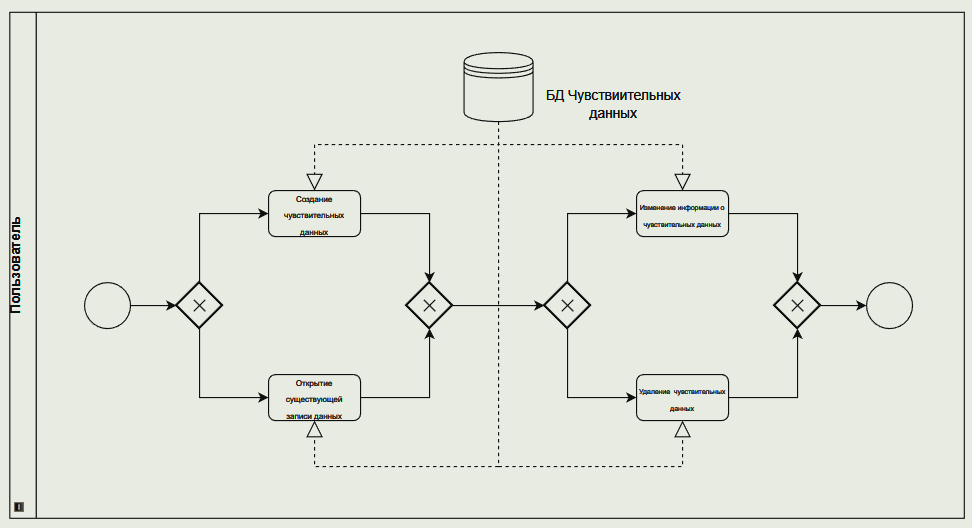 БД Чувствиительных
данных
Пользователь
Создание
чувствительных
данных
Изменение информации о
чувствительных данных
Открытие
существующей
записи данных
Удаление чувствительных
данных